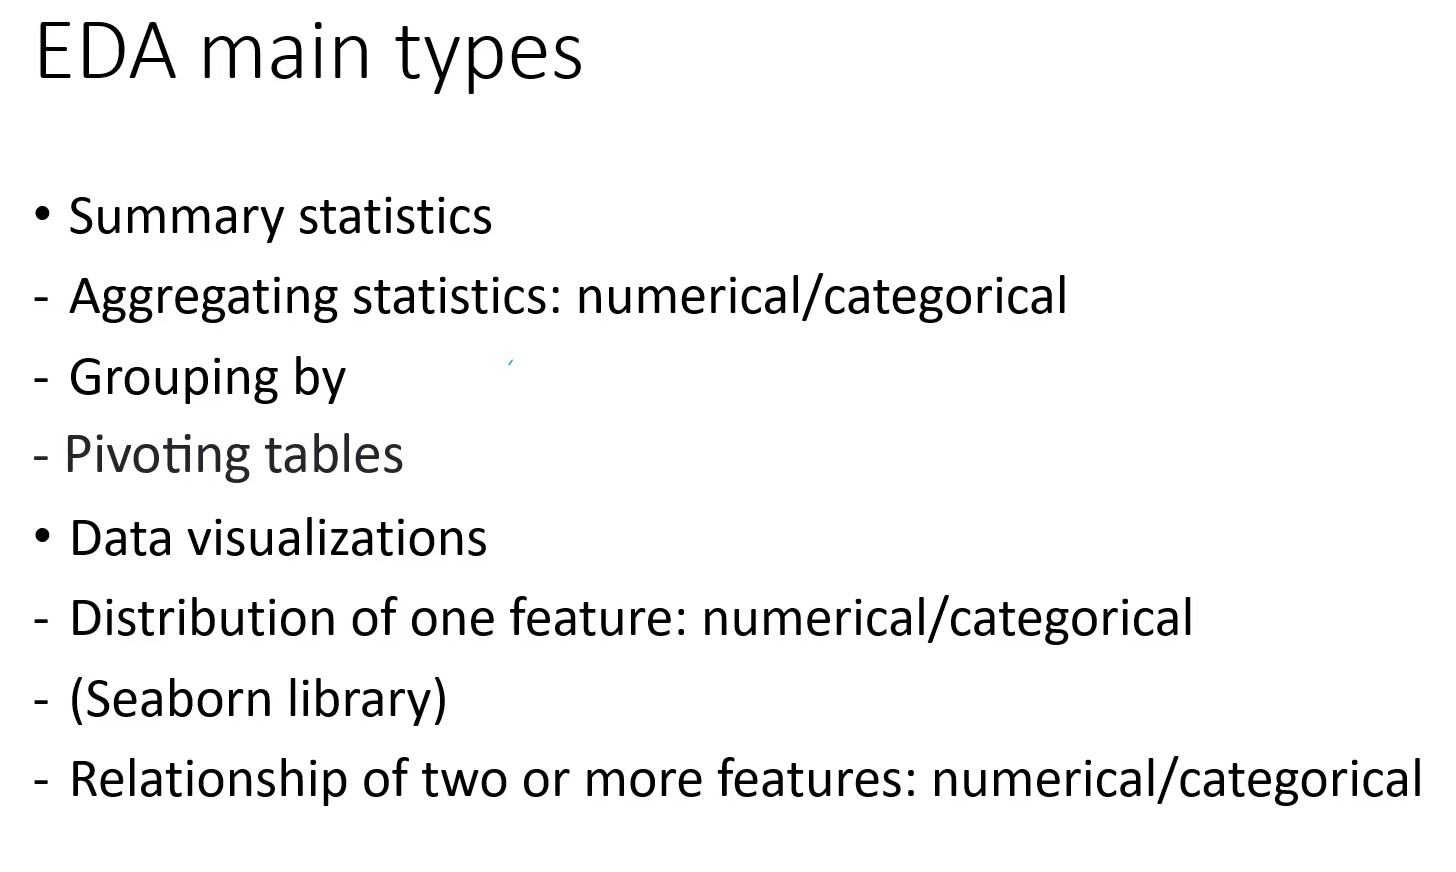 EDA main types
• Summary statistics
- Aggregating statistics: numerical/categorical
- Grouping by
- Pivoting tables
• Data visualizations
- Distribution of one feature: numerical/categorical
- (Seaborn library)
- Relationship of two or more features: numerical/categorical